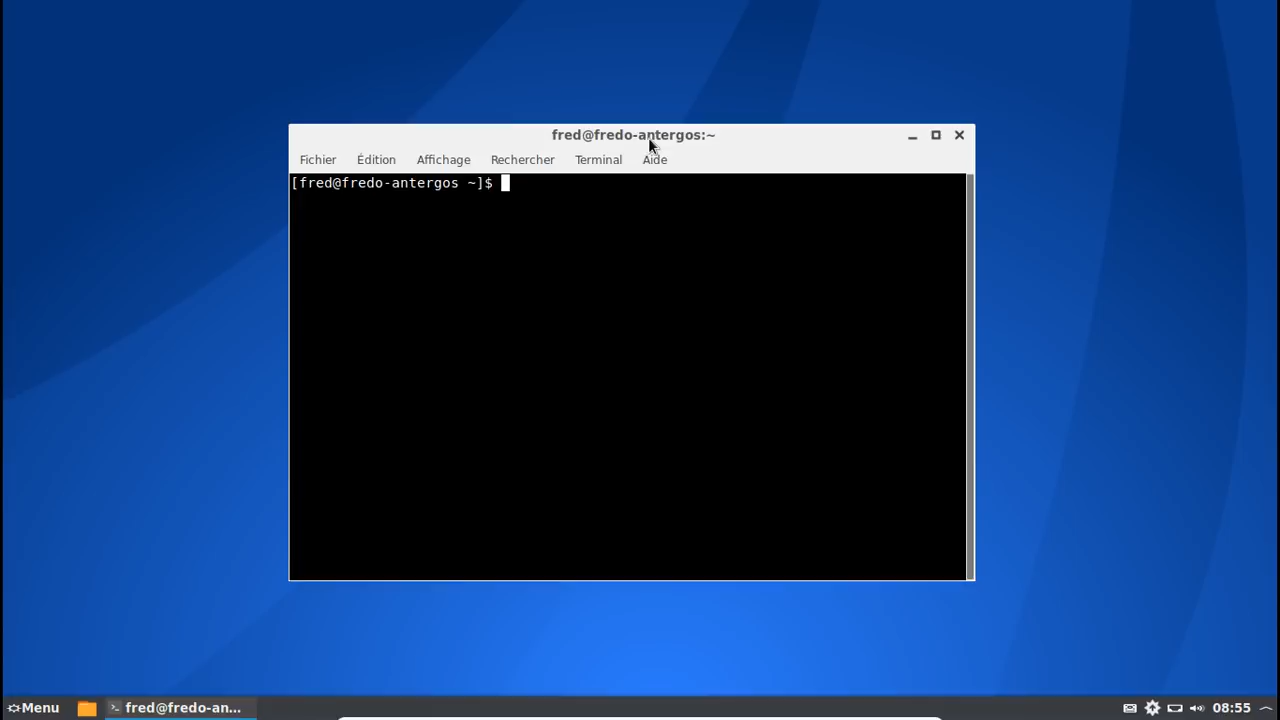 fred@fredo-antergos:~
Fichier Édition Affichage Rechercher Terminal Aide
[fred@fredo-antergos ~]$
Menu fred@fredo-an... 08:55